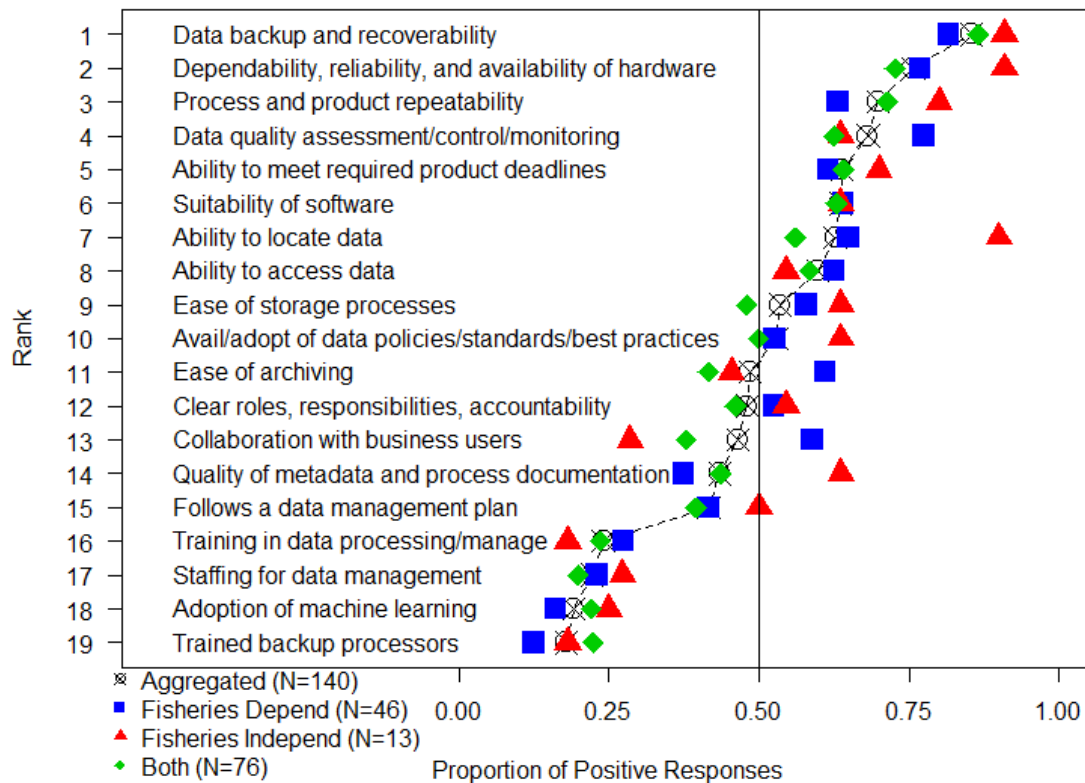 Rank
1 Data backup and recoverability
2 Dependability, reliability, and availability of hardware
3 Process and product repeatability
4 Data quality assessment/control/monitoring
5 Ability to meet required product deadlines
6 Suitability of software
7 Ability to locate data
8 Ability to access data
9 Ease of storage processes
10 Avail/adopt of data policies/standards/best practices
11 Ease of archiving
12 Clear roles, responsibilities, accountability
13 Collaboration with business users
14 Quality of metadata and process documentation
15 Follows a data management plan
16 Training in data processing/manage
17 Staffing for data management
18 Adoption of machine learning
19 Trained backup processors
Aggregated (N=140)
Fisheries Depend (N=46)
Fisheries Independ (N=13)
Both (N=76)
0.00 0.25 0.50 0.75 1.00
Proportion of Positive Responses